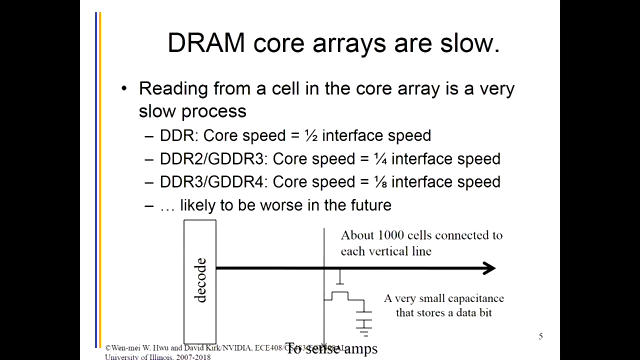 DRAM core arrays are slow.
• Reading from a cell in the core array is a very
slow process
– DDR: Core speed = ½ interface speed
– DDR2/GDDR3: Core speed = ¼ interface speed
– DDR3/GDDR4: Core speed = ⅛ interface speed
– … likely to be worse in the future
About 1000 cells connected to
each vertical line
decode
A very small capacitance
that stores a data bit
To sense amps
©Wen-mei W. Hwu and David Kirk/NVIDIA, ECE408/
University of Illinois, 2007-2018
5